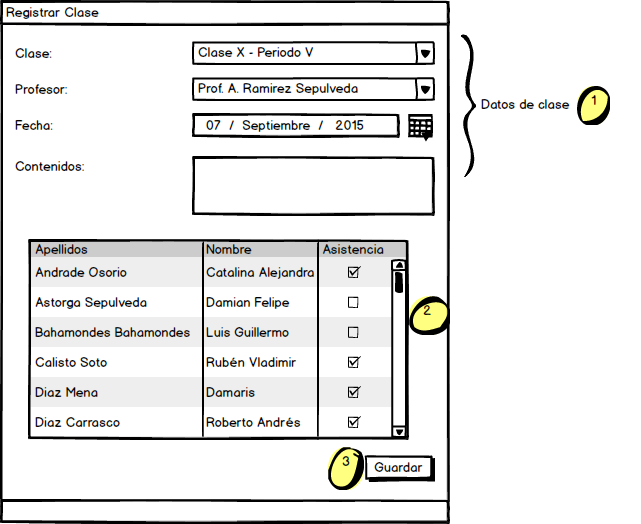 Registrar Clase
Clase: Clase X - Periodo V
Profesor: Prof. A. Ramirez Sepulveda
Datos de clase 1
Fecha: 07 / Septiembre / 2015
Contenidos:
Apellidos Nombre Asistencia
Andrade Osorio Catalina Alejandra
Astorga Sepulveda Damian Felipe
2
Bahamondes Bahamondes Luis Guillermo
Calisto Soto Rubén Vladimir
Diaz Mena Damaris
Diaz Carrasco Roberto Andrés
3 Guardar